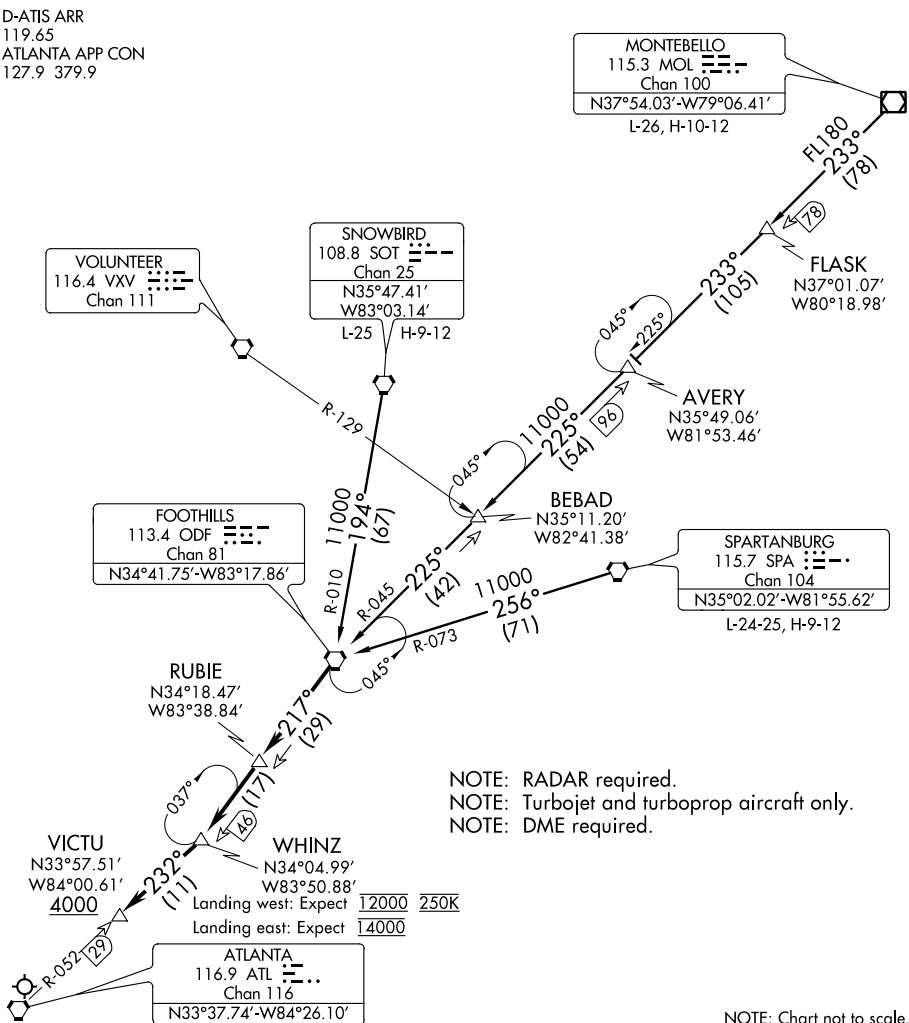 D-ATIS ARR
119.65
ATLANTA APP CON
127.9 379.9
MONTEBELLO
115.3 MOL
Chan 100
N37°54.03′-W79°06.41′
L-26, H-10-12
FL180
233°
(78)
78
FLASK
N37°01.07′
W80°18.98′
233°
(105)
SNOWBIRD
108.8 SOT
Chan 25
N35°47.41′
W83°03.14′
L-25 H-9-12
VOLUNTEER
116.4 VXV
Chan 111
R-129
045°
225°
AVERY
N35°49.06′
W81°53.46′
96
11000
225°
(54)
045°
BEBAD
N35°11.20′
W82°41.38′
11000
194°
(67)
R-010
FOOTHILLS
113.4 ODF
Chan 81
N34°41.75′-W83°17.86′
R-045
225°
(42)
SPARTANBURG
115.7 SPA
Chan 104
N35°02.02′-W81°55.62′
L-24-25, H-9-12
11000
256°
(71)
R-073
045°
RUBIE
N34°18.47′
W83°38.84′
217°
(29)
(17)
037°
46
NOTE: RADAR required.
NOTE: Turbojet and turboprop aircraft only.
NOTE: DME required.
WHINZ
N34°04.99′
W83°50.88′
Landing west: Expect 12000 250K
Landing east: Expect 14000
VICTU
N33°57.51′
W84°00.61′
4000
232°
(11)
R-052
29
ATLANTA
116.9 ATL
Chan 116
N33°37.74′-W84°26.10′
NOTE: Chart not to scale.